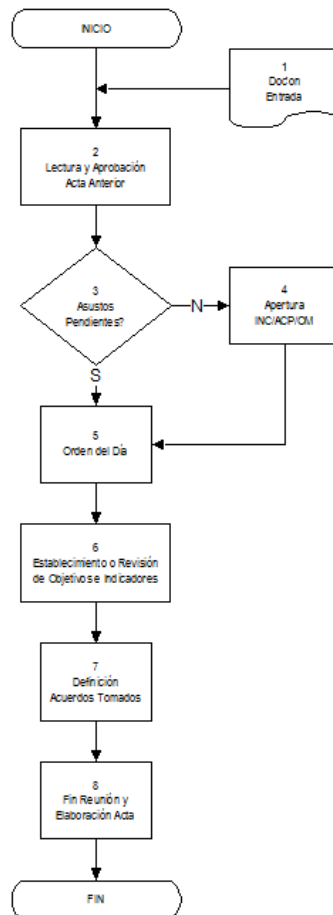 INICIO
1
Doc'on
Entrada
2
Lectura y Aprobación
Acta Anterior
3
Asustos
Pendientes?
N
4
Apertura
INC/ACP/OM
S
5
Orden del Día
6
Establecimiento o Revisión
de Objetivos e Indicadores
7
Definición
Acuerdos Tomados
8
Fin Reunión y
Elaboración Acta
FIN